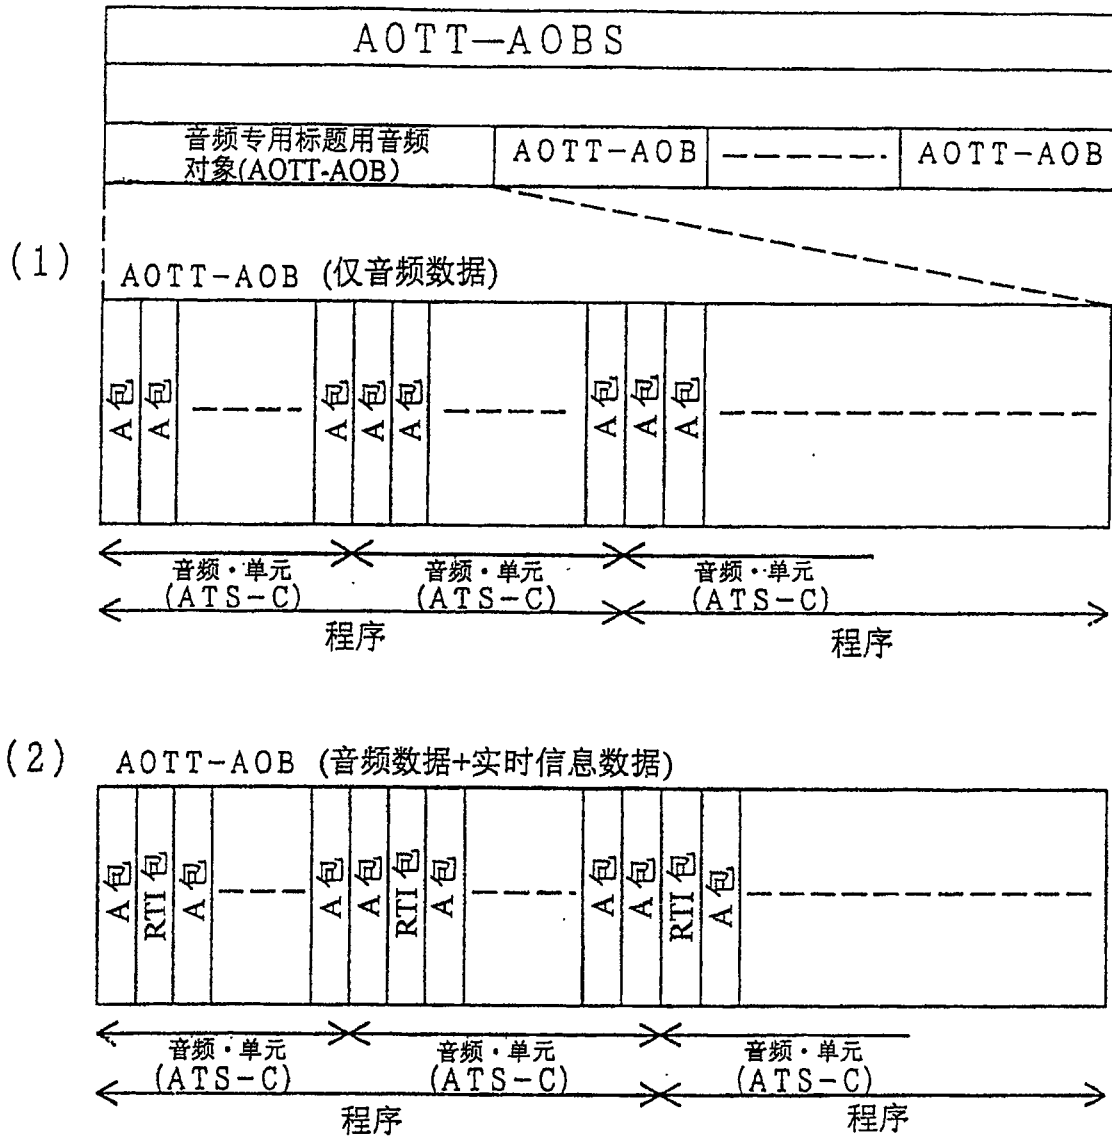 AOTT—AOBS
音频专用标题用音频
对象(AOTT-AOB)
AOTT-AOB
AOTT-AOB
(1)
AOTT-AOB (仅音频数据)
A包
A包
A包
A包
A包
A包
A包
A包
音频·单元
(ATS-C)
音频·单元
(ATS-C)
音频·单元
(ATS-C)
程序
程序
(2)
AOTT-AOB (音频数据+实时信息数据)
A包
RTI包
A包
A包
A包
RTI包
A包
A包
A包
RTI包
A包
音频·单元
(ATS-C)
音频·单元
(ATS-C)
音频·单元
(ATS-C)
程序
程序